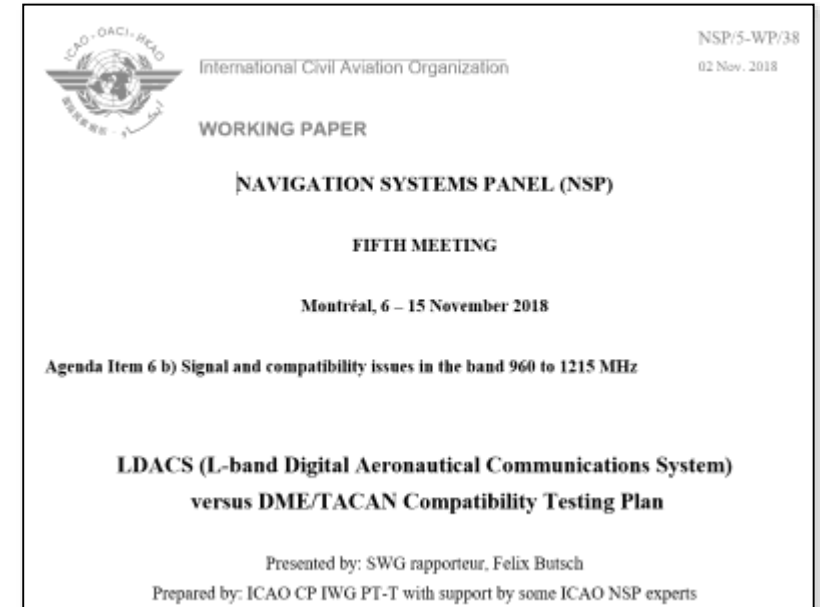 ICAO · OACI · ИКАО
NSP/5-WP/38
International Civil Aviation Organization
02 Nov. 2018
WORKING PAPER
NAVIGATION SYSTEMS PANEL (NSP)
FIFTH MEETING
Montréal, 6 – 15 November 2018
Agenda Item 6 b) Signal and compatibility issues in the band 960 to 1215 MHz
LDACS (L-band Digital Aeronautical Communications System)
versus DME/TACAN Compatibility Testing Plan
Presented by: SWG rapporteur, Felix Butsch
Prepared by: ICAO CP IWG PT-T with support by some ICAO NSP experts